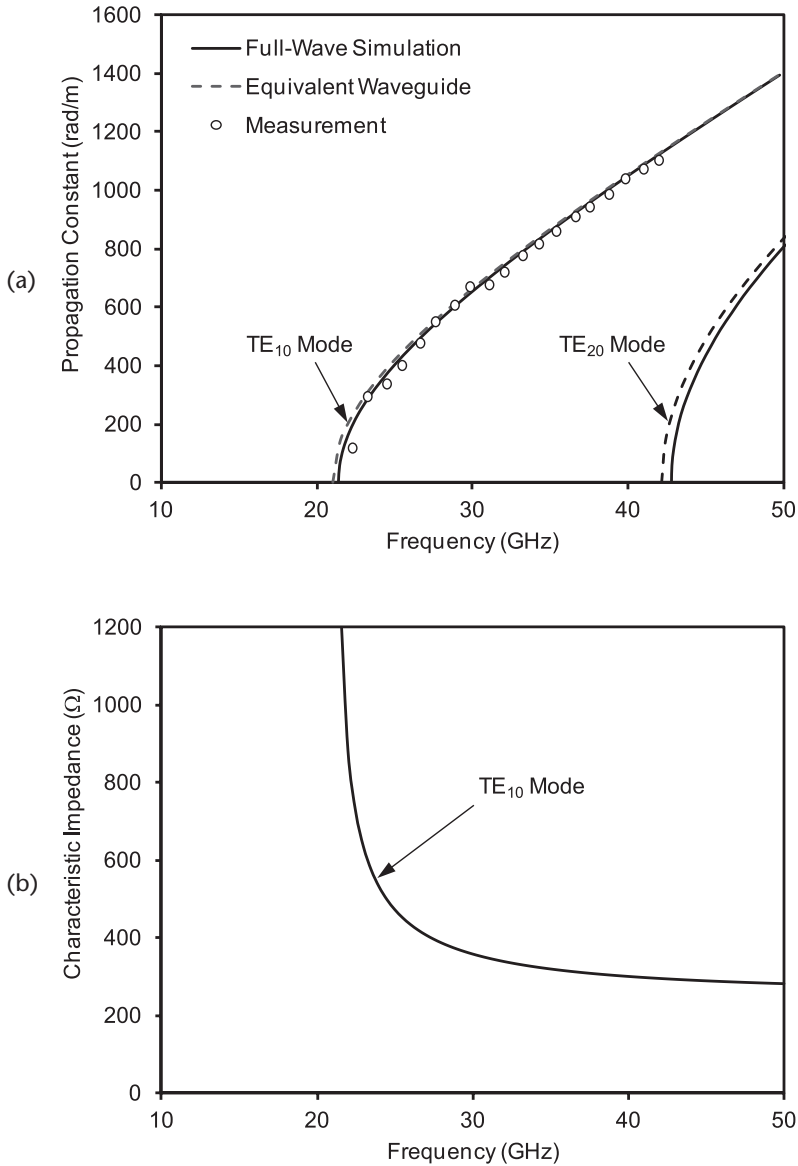 (a)
Propagation Constant (rad/m)
1600
1400
1200
1000
800
600
400
200
0
Full-Wave Simulation
Equivalent Waveguide
Measurement
TE10 Mode
TE20 Mode
10 20 30 40 50
Frequency (GHz)
(b)
Characteristic Impedance (Ω)
1200
1000
800
600
400
200
0
TE10 Mode
10 20 30 40 50
Frequency (GHz)